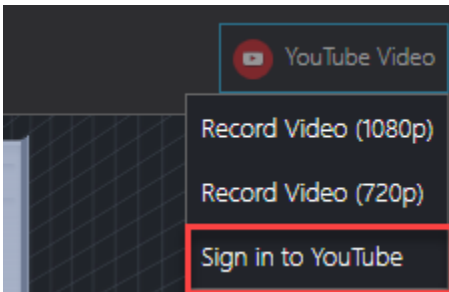 YouTube Video
Record Video (1080p)
Record Video (720p)
Sign in to YouTube